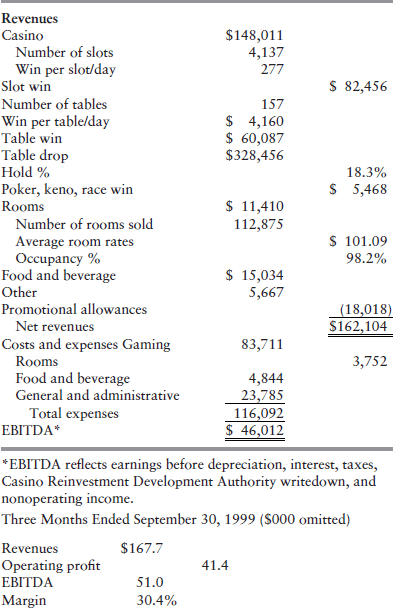 Revenues
Casino $148,011
Number of slots 4,137
Win per slot/day 277
Slot win $ 82,456
Number of tables 157
Win per table/day $ 4,160
Table win $ 60,087
Table drop $328,456
Hold % 18.3%
Poker, keno, race win $ 5,468
Rooms $ 11,410
Number of rooms sold 112,875
Average room rates $ 101.09
Occupancy % 98.2%
Food and beverage $ 15,034
Other 5,667
Promotional allowances (18,018)
Net revenues $162,104
Costs and expenses Gaming 83,711
Rooms 3,752
Food and beverage 4,844
General and administrative 23,785
Total expenses 116,092
EBITDA* $ 46,012
*EBITDA reflects earnings before depreciation, interest, taxes,
Casino Reinvestment Development Authority writedown, and
nonoperating income.
Three Months Ended September 30, 1999 ($000 omitted)
Revenues $167.7
Operating profit 41.4
EBITDA 51.0
Margin 30.4%